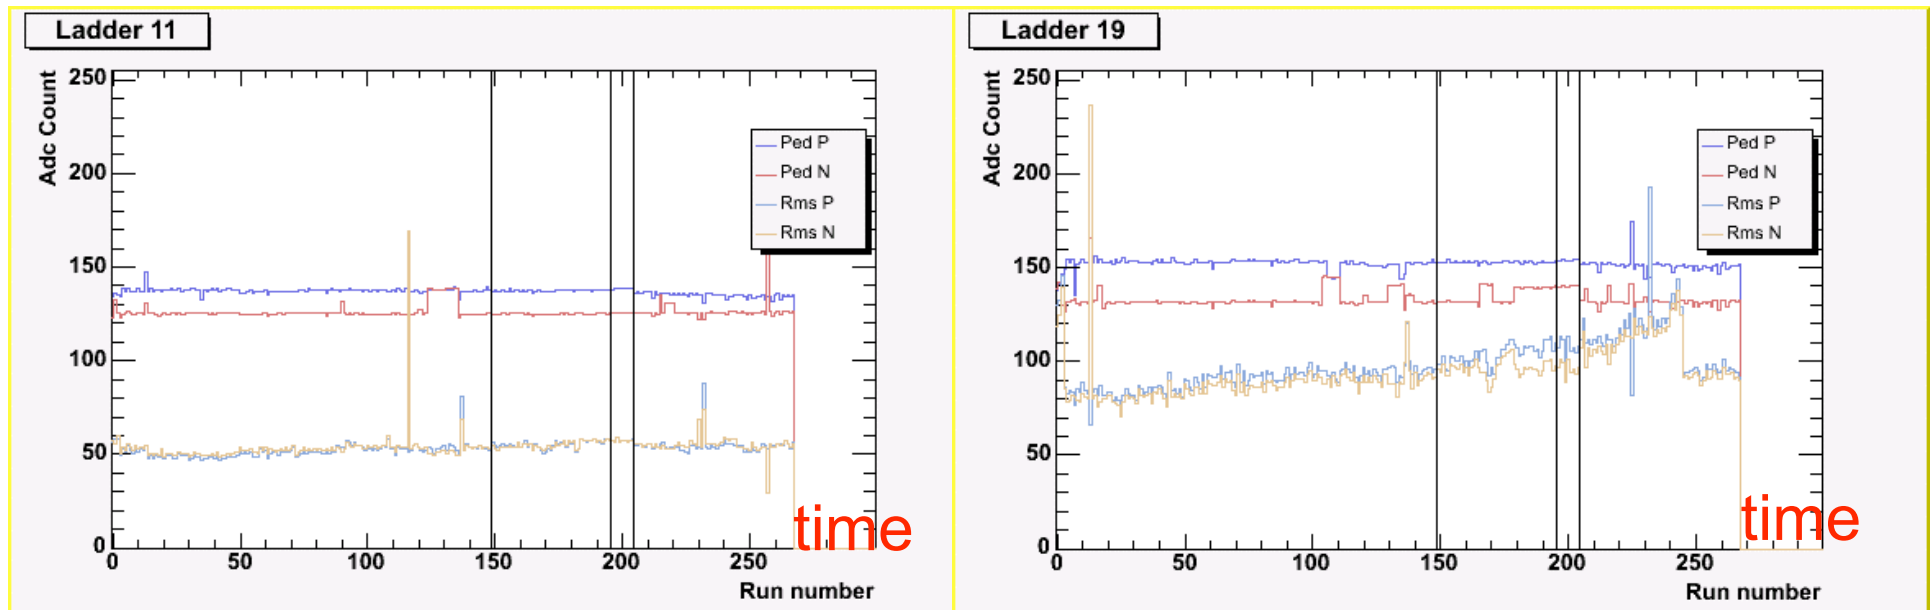 Ladder 11
Adc Count
250
200
150
100
50
0
Ped P
Ped N
Rms P
Rms N
time
0 50 100 150 200 250
Run number
Ladder 19
Adc Count
250
200
150
100
50
0
Ped P
Ped N
Rms P
Rms N
time
0 50 100 150 200 250
Run number